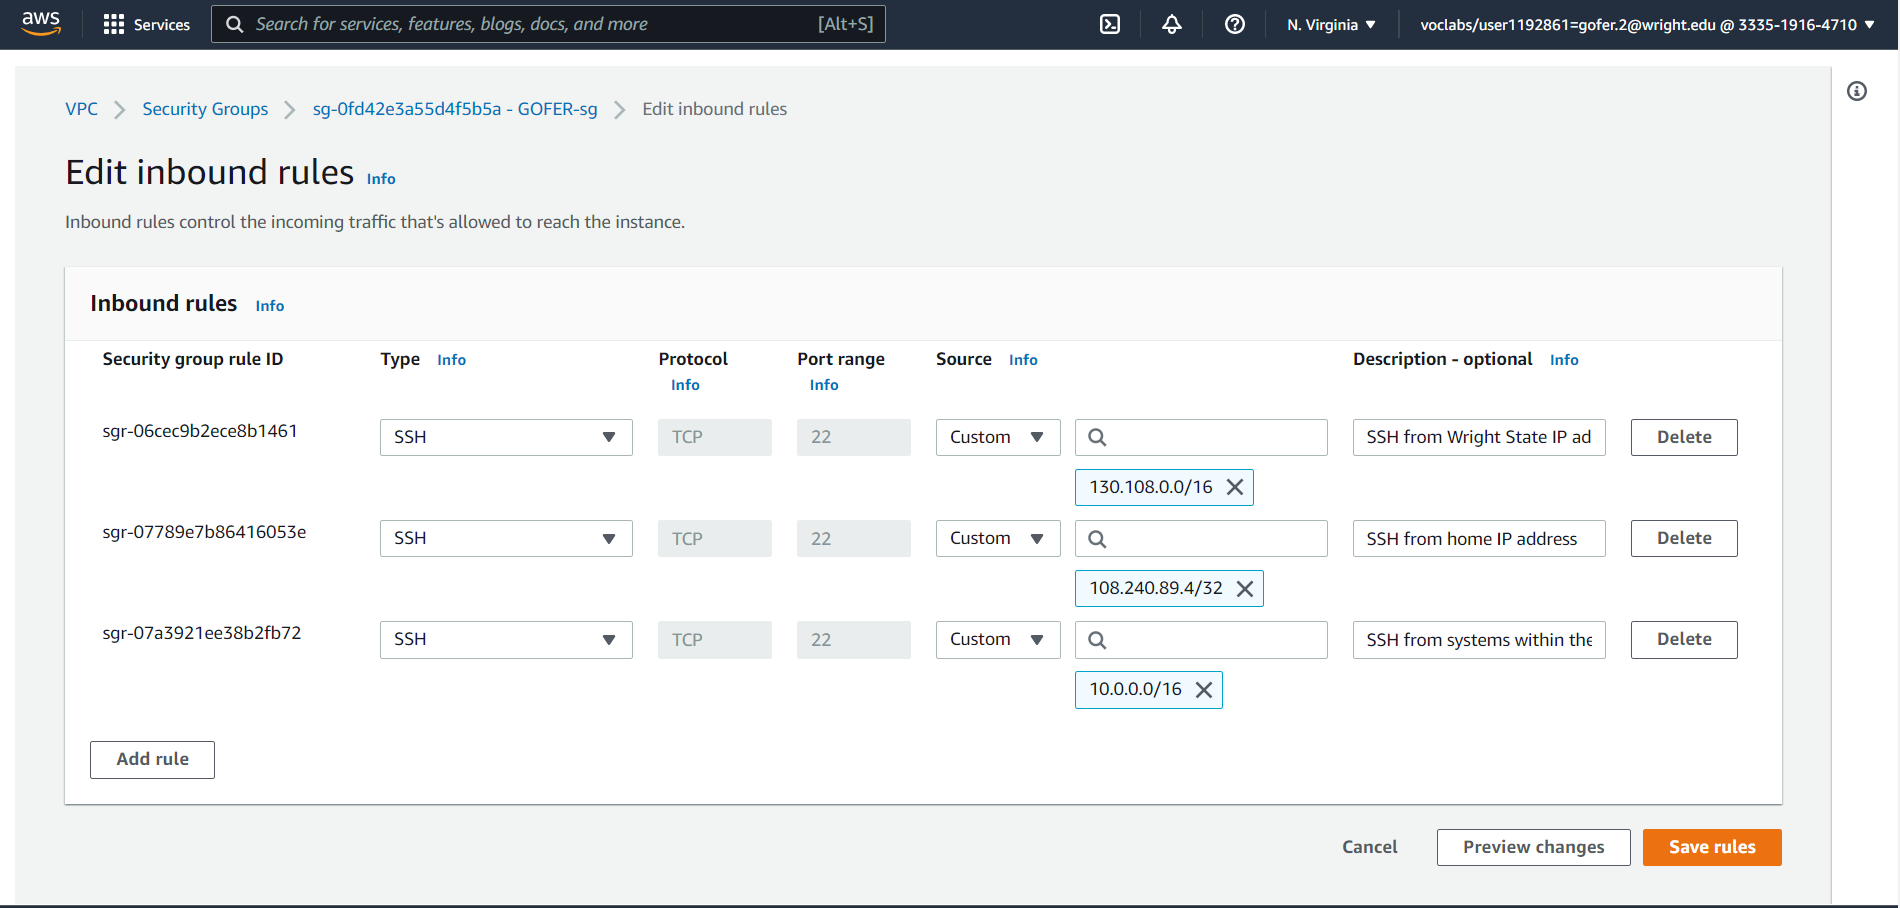 aws Services Search for services, features, blogs, docs, and more [Alt+S] N. Virginia ▼ voclabs/user1192861=gofer.2@wright.edu @ 3335-1916-4710 ▼
VPC > Security Groups > sg-0fd42e3a55d4f5b5a - GOFER-sg > Edit inbound rules
Edit inbound rules Info
Inbound rules control the incoming traffic that's allowed to reach the instance.
Inbound rules Info
Security group rule ID Type Info Protocol Port range Source Info Description - optional Info
Info Info
sgr-06cec9b2ece8b1461 SSH TCP 22 Custom SSH from Wright State IP ad Delete
130.108.0.0/16
sgr-07789e7b86416053e SSH TCP 22 Custom SSH from home IP address Delete
108.240.89.4/32
sgr-07a3921ee38b2fb72 SSH TCP 22 Custom SSH from systems within the Delete
10.0.0.0/16
Add rule
Cancel Preview changes Save rules